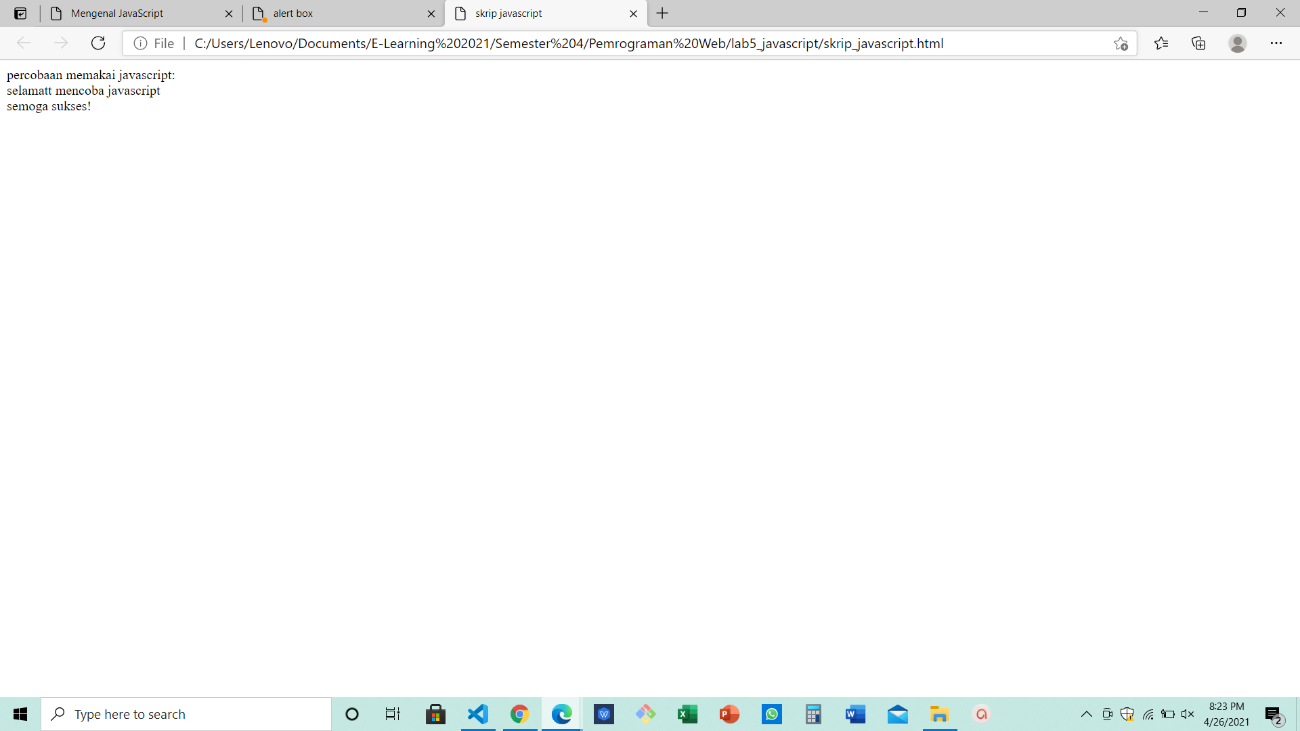 Mengenal JavaScript
alert box
skrip javascript
File | C:/Users/Lenovo/Documents/E-Learning%202021/Semester%204/Pemrograman%20Web/lab5_javascript/skrip_javascript.html
percobaan memakai javascript:
selamatt mencoba javascript
semoga sukses!
Type here to search
8:23 PM
4/26/2021
2